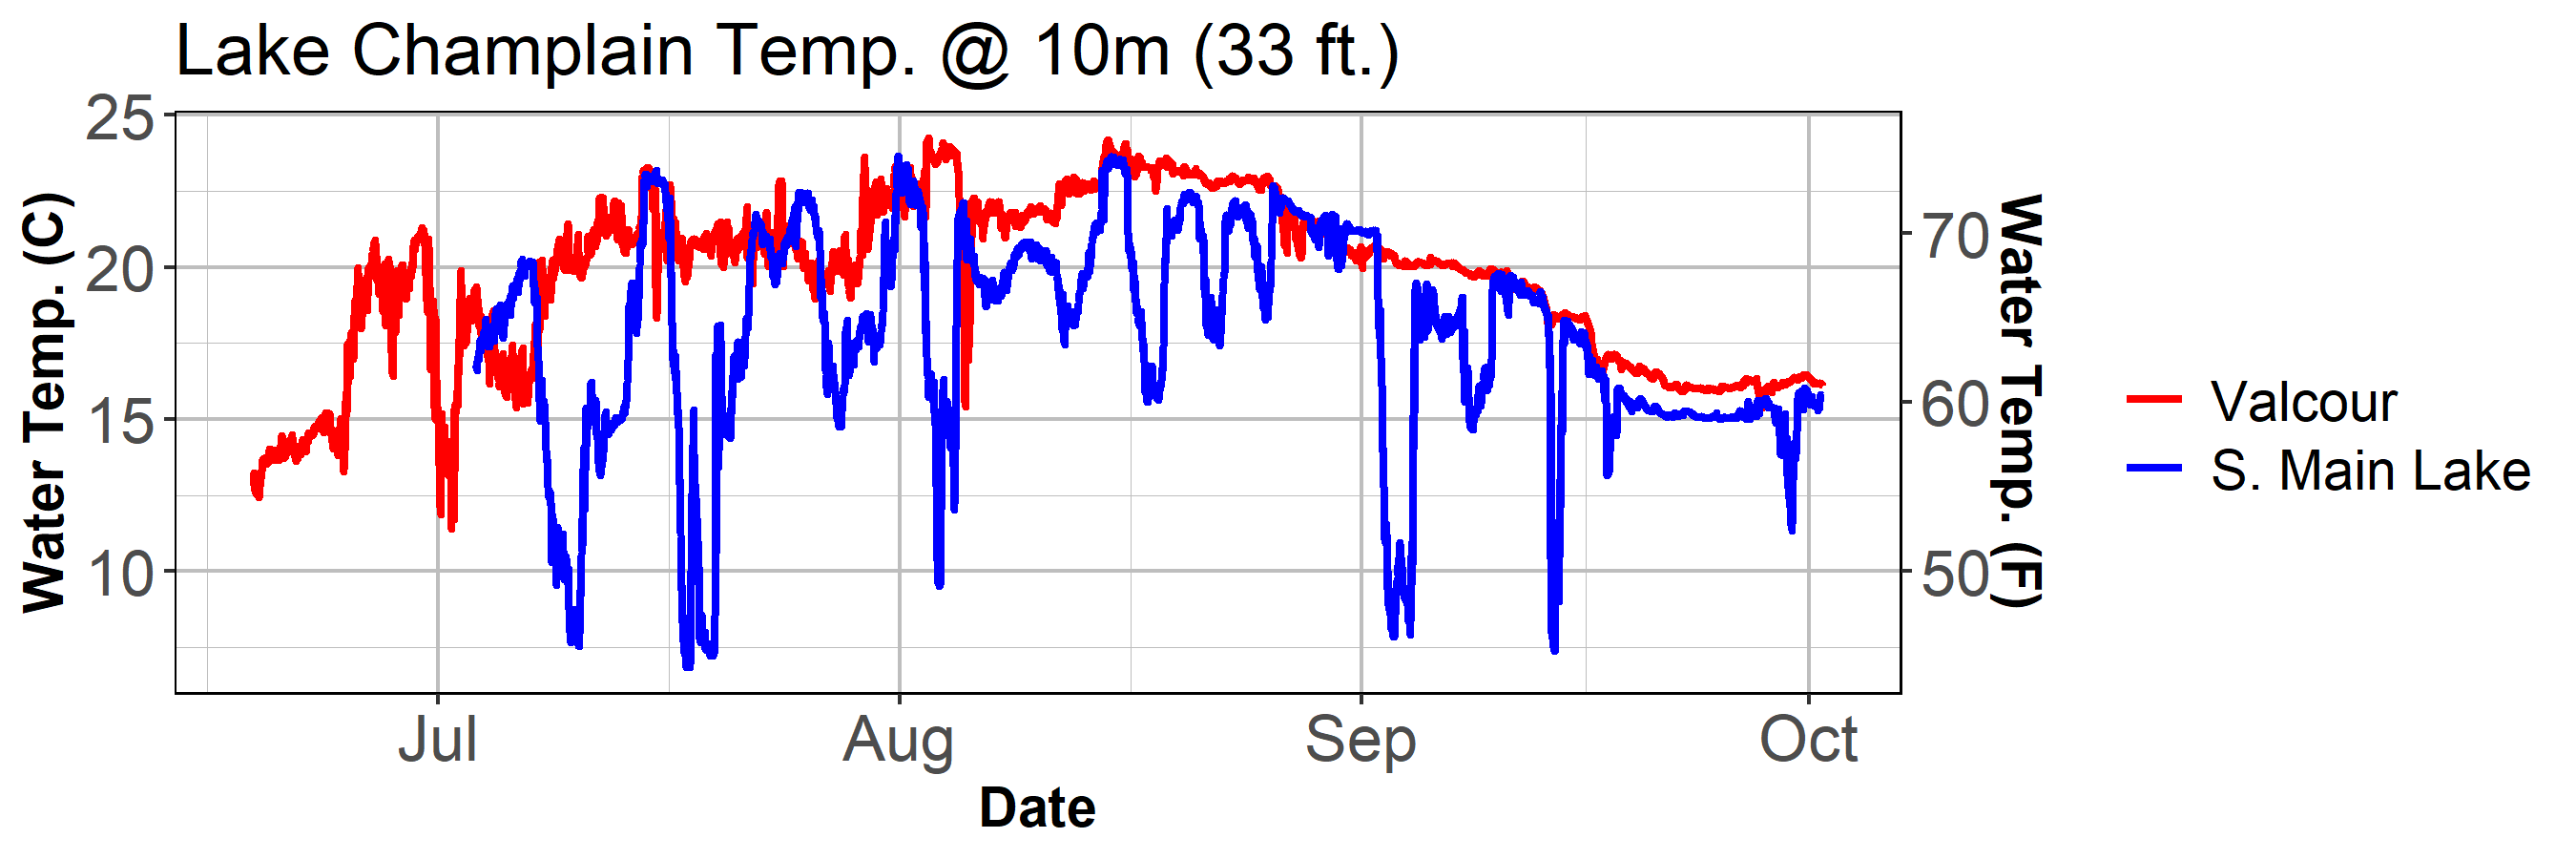 Lake Champlain Temp. @ 10m (33 ft.)
Water Temp. (C)
25
20
15
10
70
60
50
Water Temp. (F)
Jul Aug Sep Oct
Date
Valcour
S. Main Lake